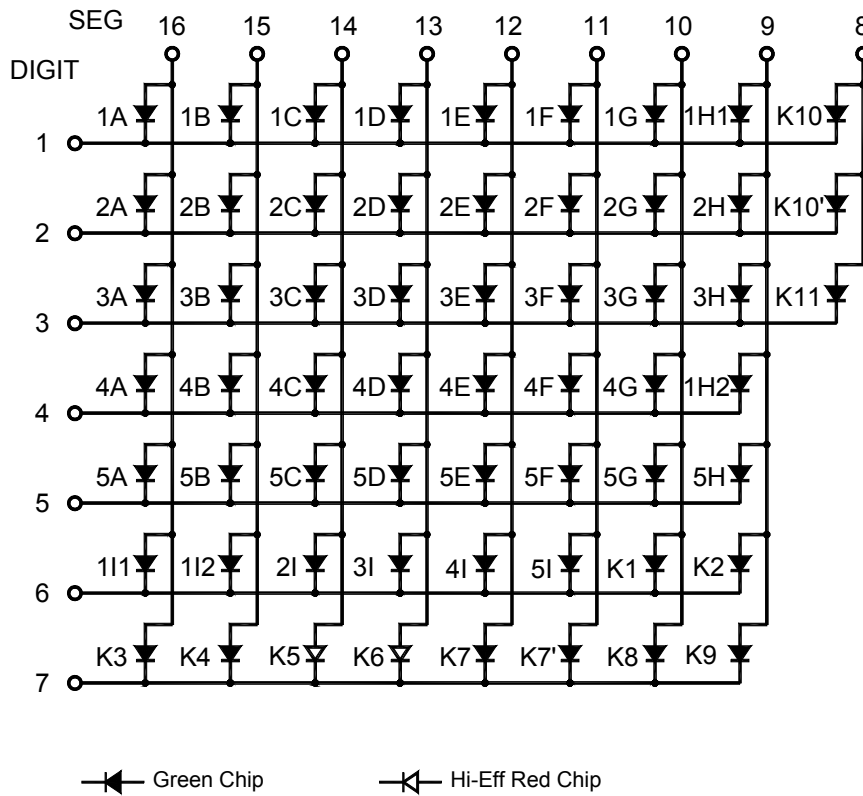 SEG 16 15 14 13 12 11 10 9 8
DIGIT
1A 1B 1C 1D 1E 1F 1G 1H1 K10
1
2A 2B 2C 2D 2E 2F 2G 2H K10'
2
3A 3B 3C 3D 3E 3F 3G 3H K11
3
4A 4B 4C 4D 4E 4F 4G 1H2
4
5A 5B 5C 5D 5E 5F 5G 5H
5
1I1 1I2 2I 3I 4I 5I K1 K2
6
K3 K4 K5 K6 K7 K7' K8 K9
7
Green Chip Hi-Eff Red Chip